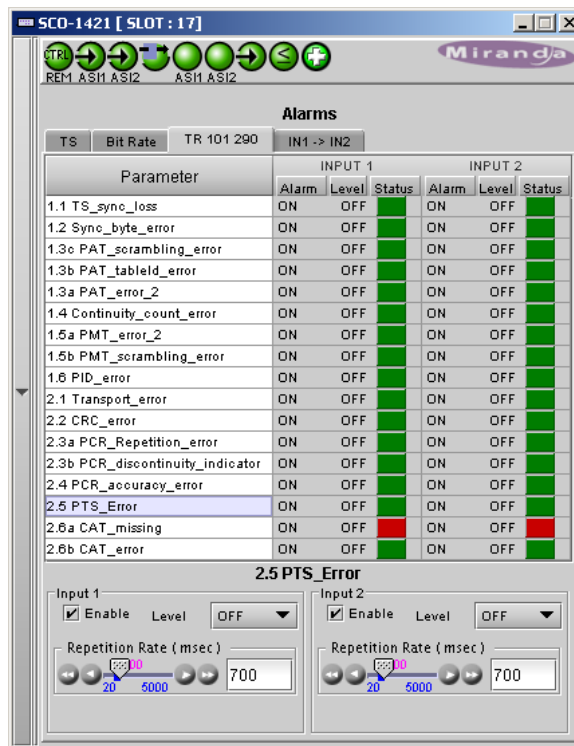 SCO-1421 [ SLOT : 17]
CTRL
Miranda
REM ASI1 ASI2 ASI1 ASI2
Alarms
TS Bit Rate TR 101 290 IN1 -> IN2
Parameter INPUT 1 INPUT 2
Alarm Level Status Alarm Level Status
1.1 TS_sync_loss ON OFF ON OFF
1.2 Sync_byte_error ON OFF ON OFF
1.3c PAT_scrambling_error ON OFF ON OFF
1.3b PAT_tableId_error ON OFF ON OFF
1.3a PAT_error_2 ON OFF ON OFF
1.4 Continuity_count_error ON OFF ON OFF
1.5a PMT_error_2 ON OFF ON OFF
1.5b PMT_scrambling_error ON OFF ON OFF
1.6 PID_error ON OFF ON OFF
2.1 Transport_error ON OFF ON OFF
2.2 CRC_error ON OFF ON OFF
2.3a PCR_Repetition_error ON OFF ON OFF
2.3b PCR_discontinuity_indicator ON OFF ON OFF
2.4 PCR_accuracy_error ON OFF ON OFF
2.5 PTS_Error ON OFF ON OFF
2.6a CAT_missing ON OFF ON OFF
2.6b CAT_error ON OFF ON OFF
2.5 PTS_Error
Input 1 Input 2
Enable Level OFF Enable Level OFF
Repetition Rate ( msec ) Repetition Rate ( msec )
700 700
20 5000 20 5000